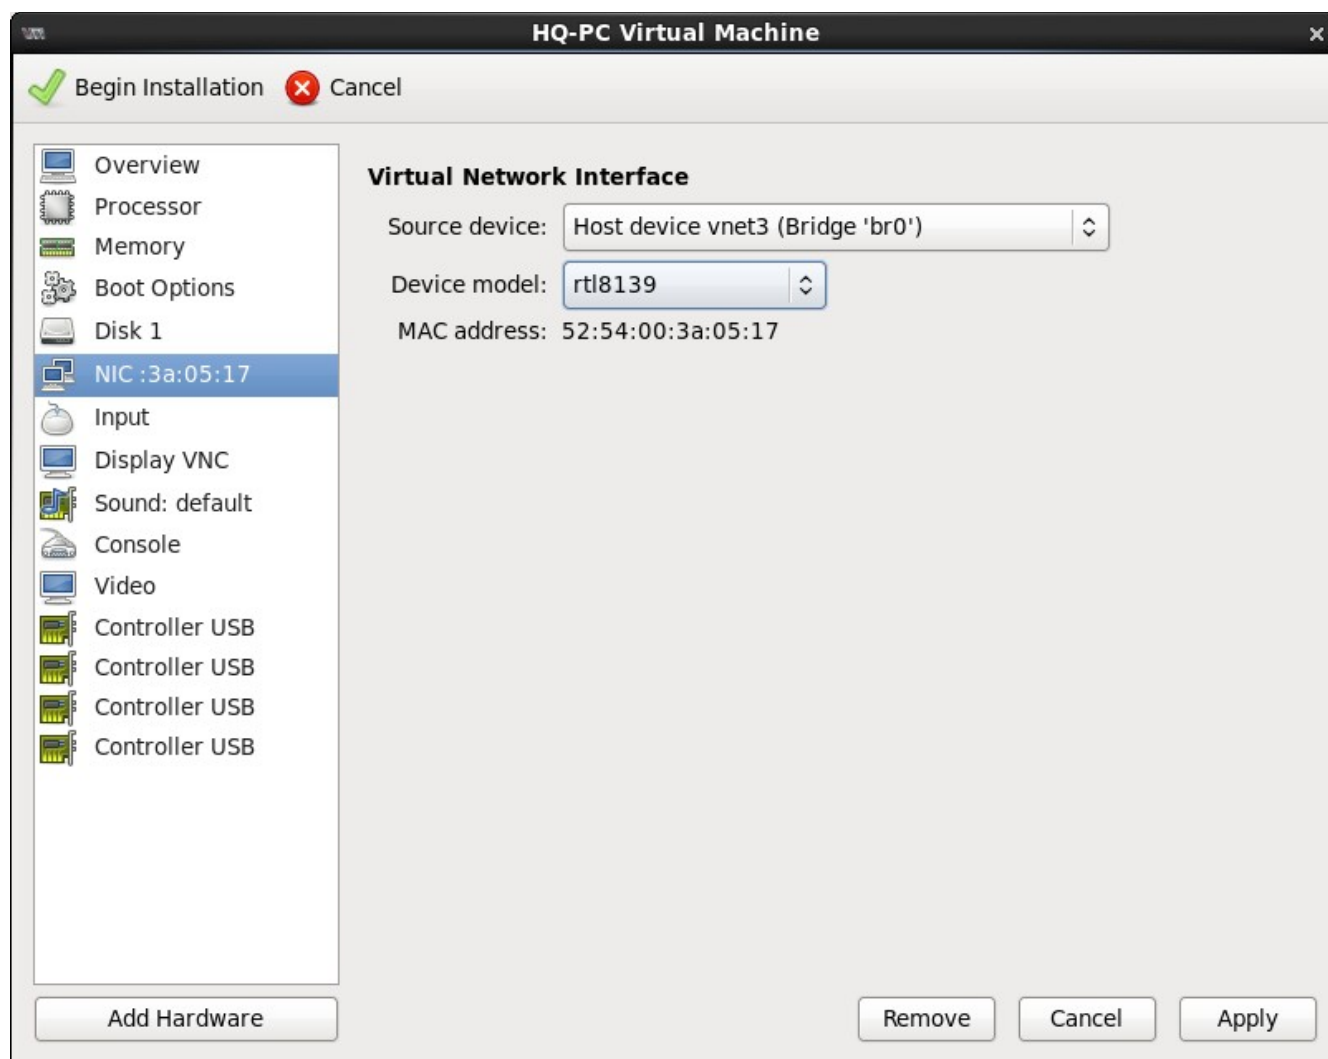 HQ-PC Virtual Machine
Begin Installation Cancel
Overview
Processor
Memory
Boot Options
Disk 1
NIC :3a:05:17
Input
Display VNC
Sound: default
Console
Video
Controller USB
Controller USB
Controller USB
Controller USB
Add Hardware
Virtual Network Interface
Source device: Host device vnet3 (Bridge 'br0')
Device model: rtl8139
MAC address: 52:54:00:3a:05:17
Remove Cancel Apply